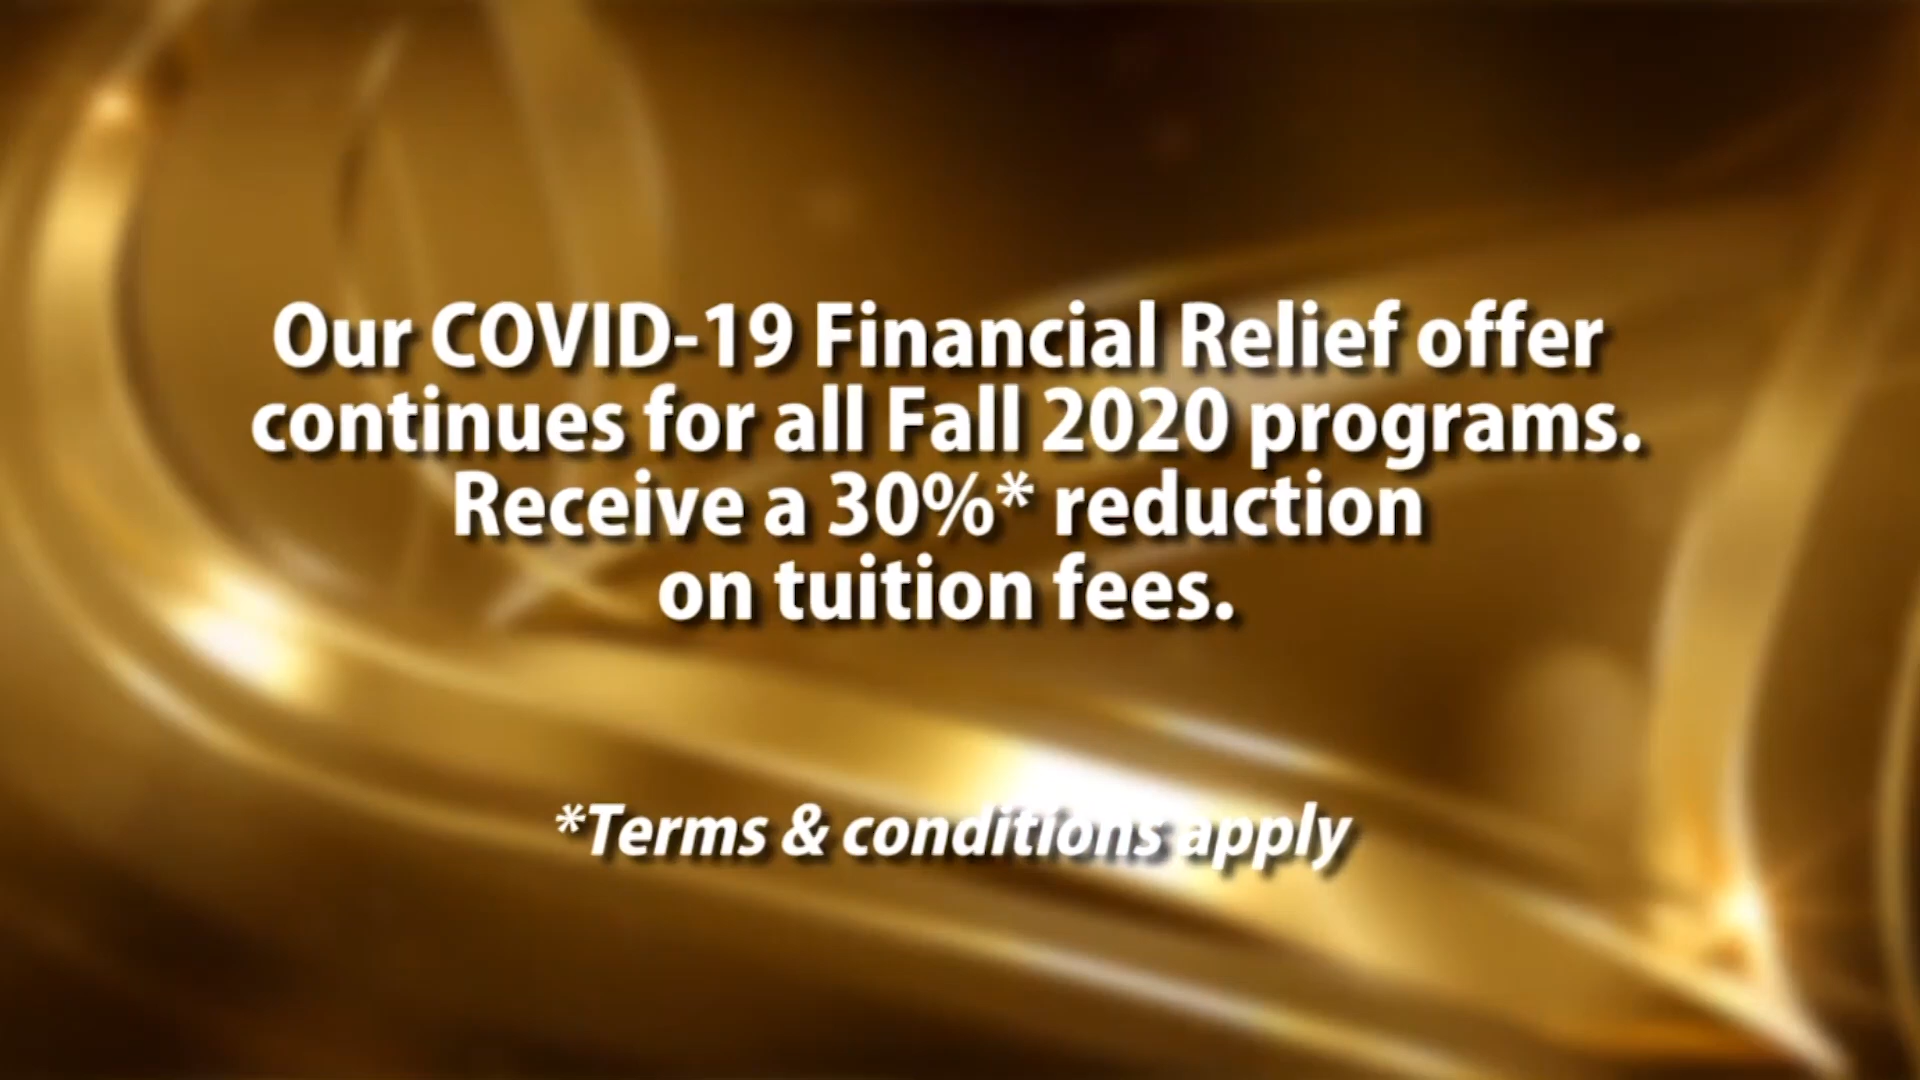 Our COVID-19 Financial Relief offer
continues for all Fall 2020 programs.
Receive a 30%* reduction
on tuition fees.
*Terms & conditions apply